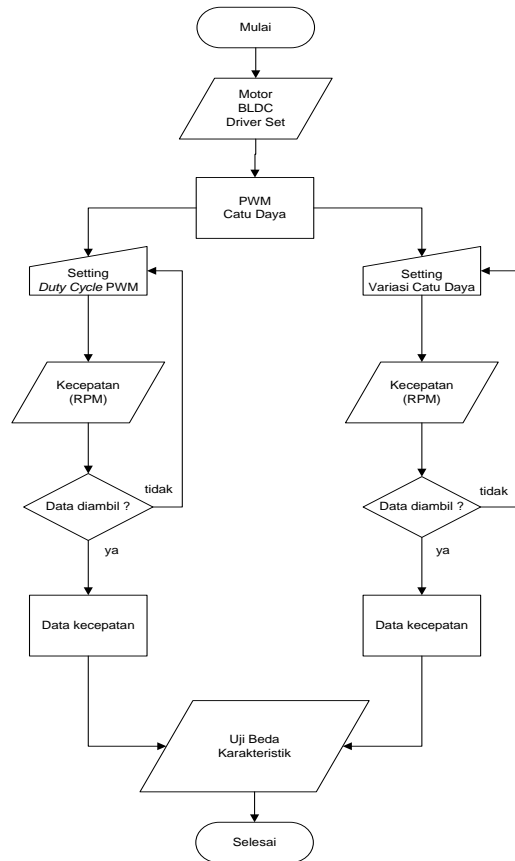 Mulai
Motor
BLDC
Driver Set
PWM
Catu Daya
Setting
Duty Cycle PWM
Kecepatan
(RPM)
Data diambil ?
tidak
ya
Data kecepatan
Setting
Variasi Catu Daya
Kecepatan
(RPM)
Data diambil ?
tidak
ya
Data kecepatan
Uji Beda
Karakteristik
Selesai